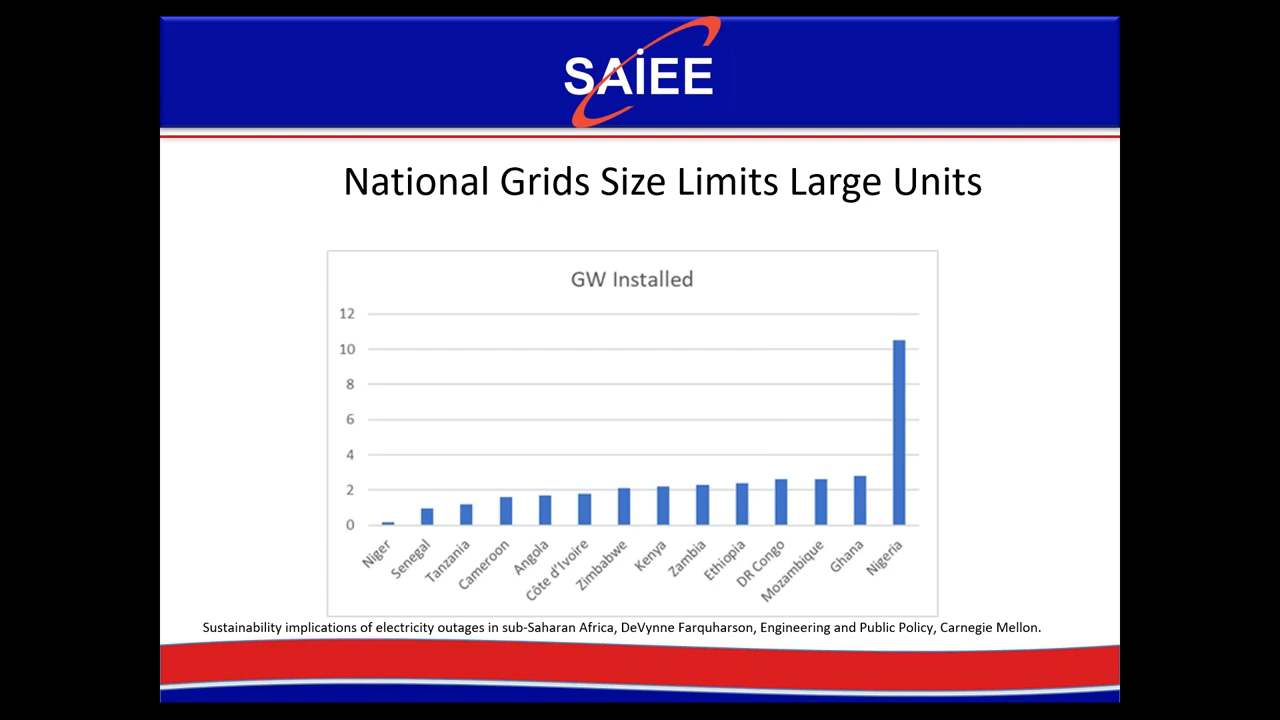 SAIEE
National Grids Size Limits Large Units
GW Installed
12
10
8
6
4
2
0
Niger
Senegal
Tanzania
Cameroon
Angola
Côte d'Ivoire
Zimbabwe
Kenya
Zambia
Ethiopia
DR Congo
Mozambique
Ghana
Nigeria
Sustainability implications of electricity outages in sub-Saharan Africa, DeVynne Farquharson, Engineering and Public Policy, Carnegie Mellon.